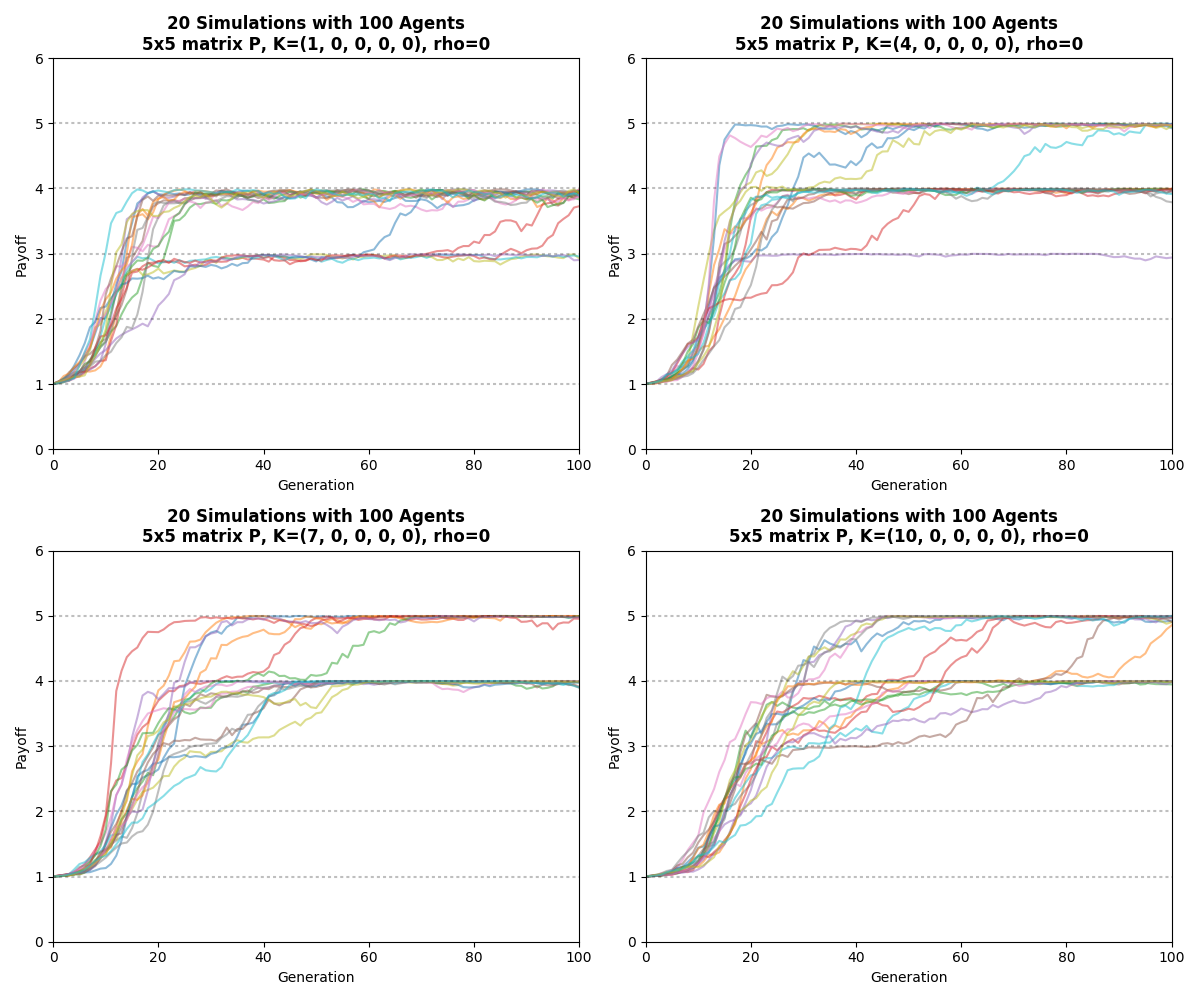 20 Simulations with 100 Agents
5x5 matrix P, K=(1, 0, 0, 0, 0), rho=0
6
5
4
3
2
1
0
Payoff
0 20 40 60 80 100
Generation
20 Simulations with 100 Agents
5x5 matrix P, K=(4, 0, 0, 0, 0), rho=0
6
5
4
3
2
1
0
Payoff
0 20 40 60 80 100
Generation
20 Simulations with 100 Agents
5x5 matrix P, K=(7, 0, 0, 0, 0), rho=0
6
5
4
3
2
1
0
Payoff
0 20 40 60 80 100
Generation
20 Simulations with 100 Agents
5x5 matrix P, K=(10, 0, 0, 0, 0), rho=0
6
5
4
3
2
1
0
Payoff
0 20 40 60 80 100
Generation